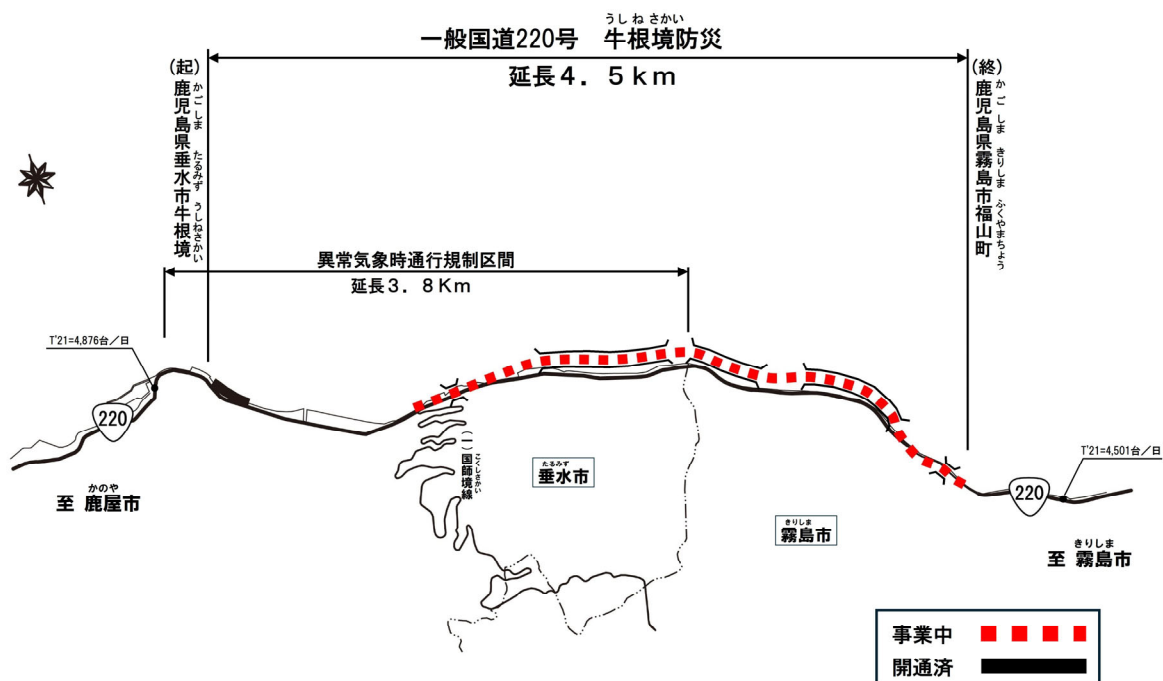 うしねさかい
一般国道220号 牛根境防災
延長4．5km
(起)
鹿児島県垂水市牛根境
かごしま たるみず うしねさかい
(終)
鹿児島県霧島市福山町
かごしま きりしま ふくやまちょう
異常気象時通行規制区間
延長3．8Km
T'21=4,876台／日
220
かのや
至 鹿屋市
(一)国師境線
こくしさかい
たるみず
垂水市
きりしま
霧島市
T'21=4,501台／日
220
きりしま
至 霧島市
事業中
開通済